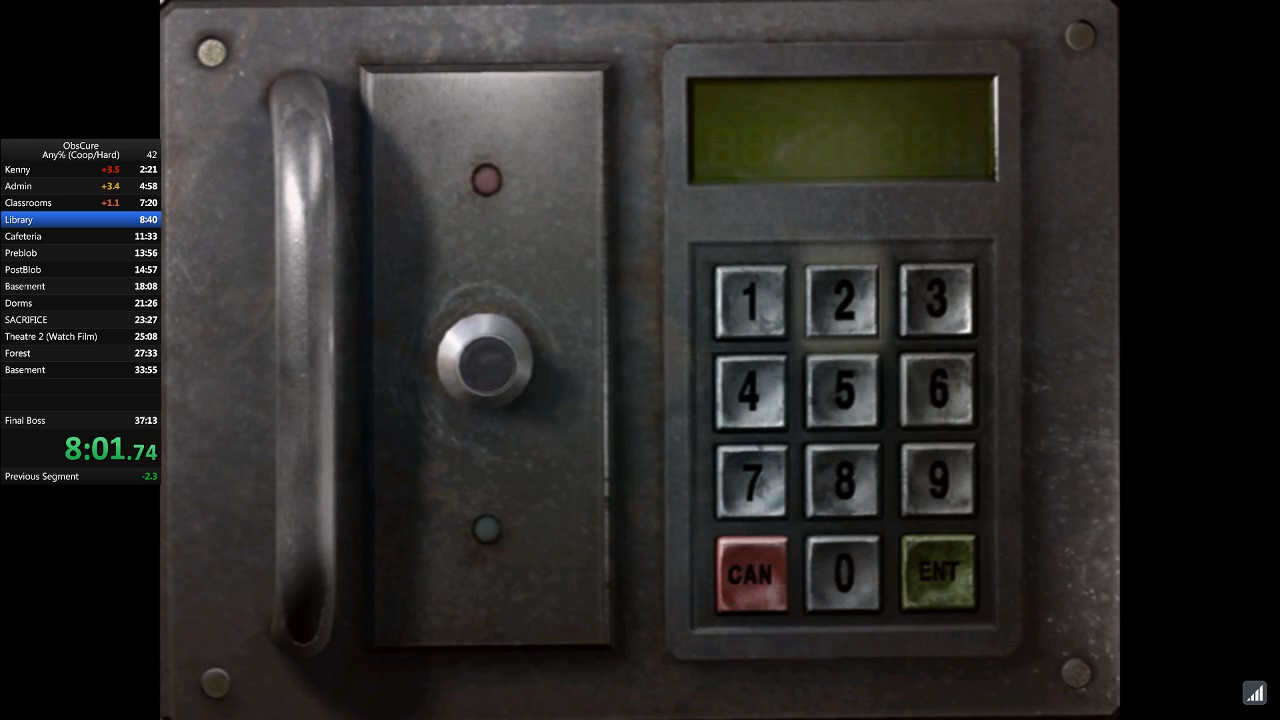 ObsCure
Any% (Coop/Hard) 42
Kenny +3.5 2:21
Admin +3.4 4:58
Classrooms +1.1 7:20
Library 8:40
Cafeteria 11:33
Preblob 13:56
PostBlob 14:57
Basement 18:08
Dorms 21:26
SACRIFICE 23:27
Theatre 2 (Watch Film) 25:08
Forest 27:33
Basement 33:55
Final Boss 37:13
8:01.74
Previous Segment -2.3
1 2 3
4 5 6
7 8 9
CAN 0 ENT